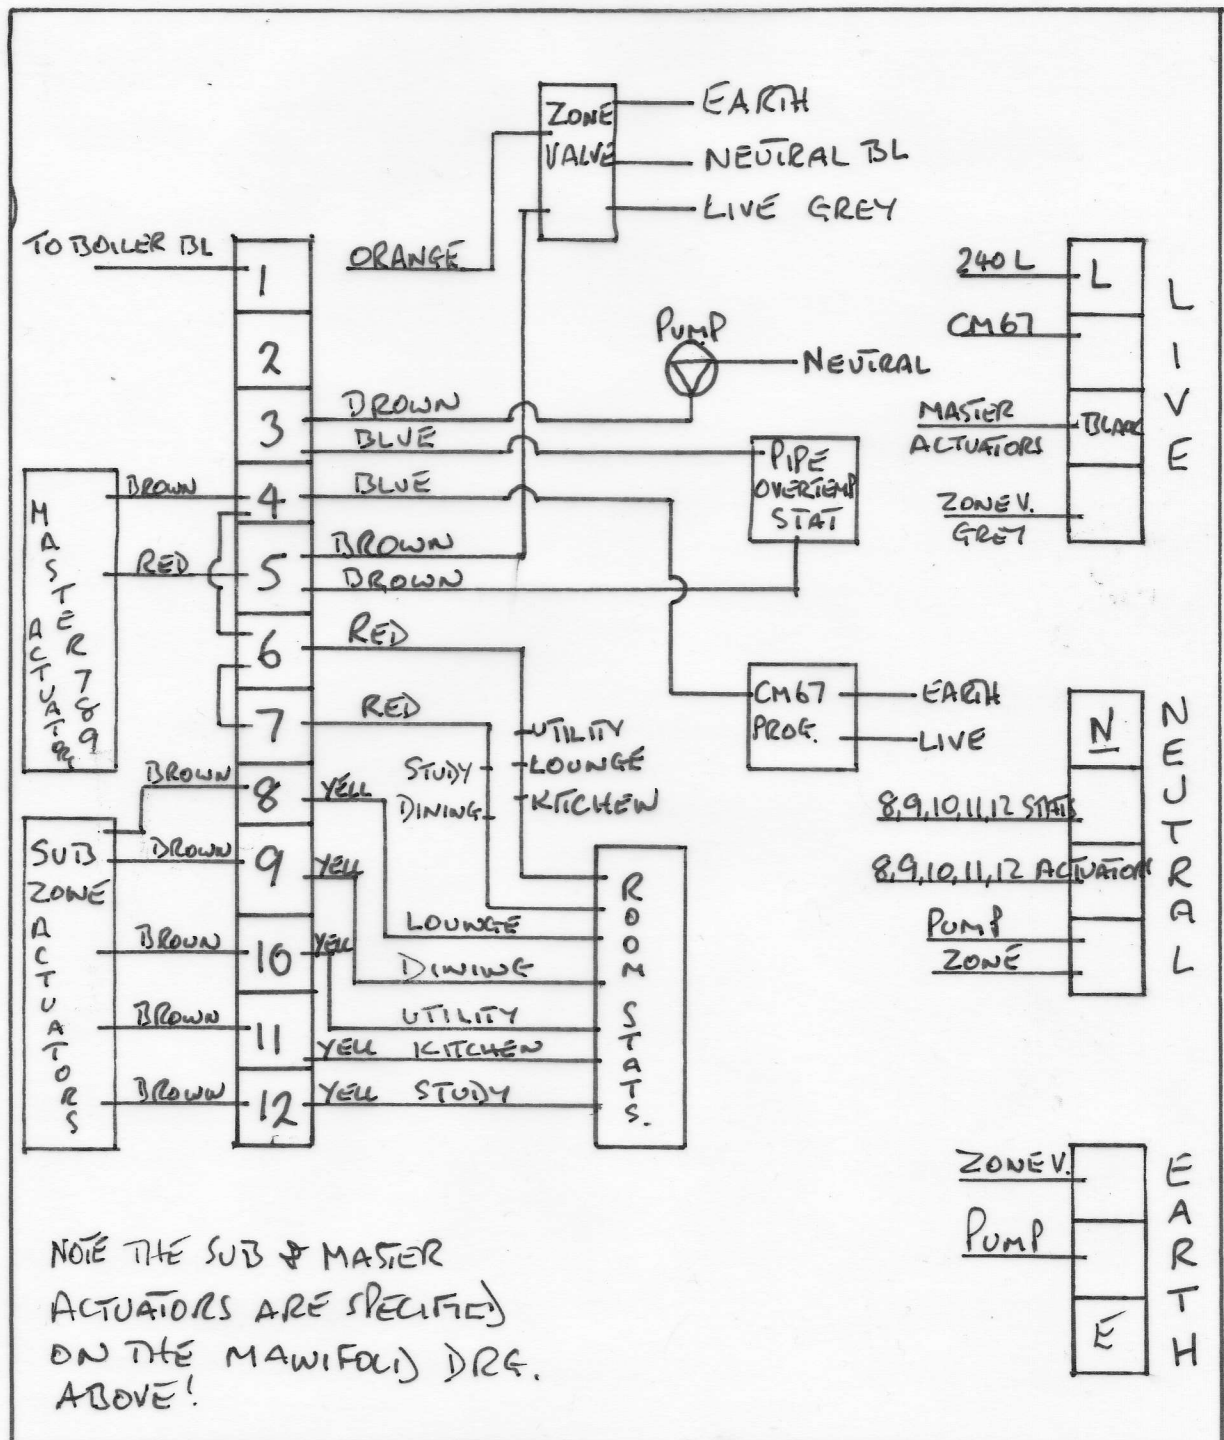 ZONE
VALVE
EARTH
NEUTRAL BL
LIVE GREY
TO BOILER BL
ORANGE
1
2
3
4
5
6
7
8
9
10
11
12
BROWN
BLUE
BLUE
BROWN
BROWN
RED
RED
PUMP
NEUTRAL
PIPE
OVERTEMP
STAT
CM67
PROG.
EARTH
LIVE
UTILITY
LOUNGE
KITCHEN
STUDY
DINING
MASTER 7&9
ACTUATORS
BROWN
RED
SUB
ZONE
ACTUATORS
BROWN
BROWN
BROWN
BROWN
BROWN
YELL
YELL
YELL
YELL KITCHEN
YELL STUDY
LOUNGE
DINING
UTILITY
ROOM STATS.
240 L
L
CM67
MASTER
ACTUATORS
BLACK
ZONE V.
GREY
LIVE
N
8,9,10,11,12 STATS
8,9,10,11,12 ACTUATORS
PUMP
ZONE
NEUTRAL
ZONE V.
PUMP
E
EARTH
NOTE THE SUB & MASTER
ACTUATORS ARE SPECIFIED
ON THE MANIFOLD DRG.
ABOVE!